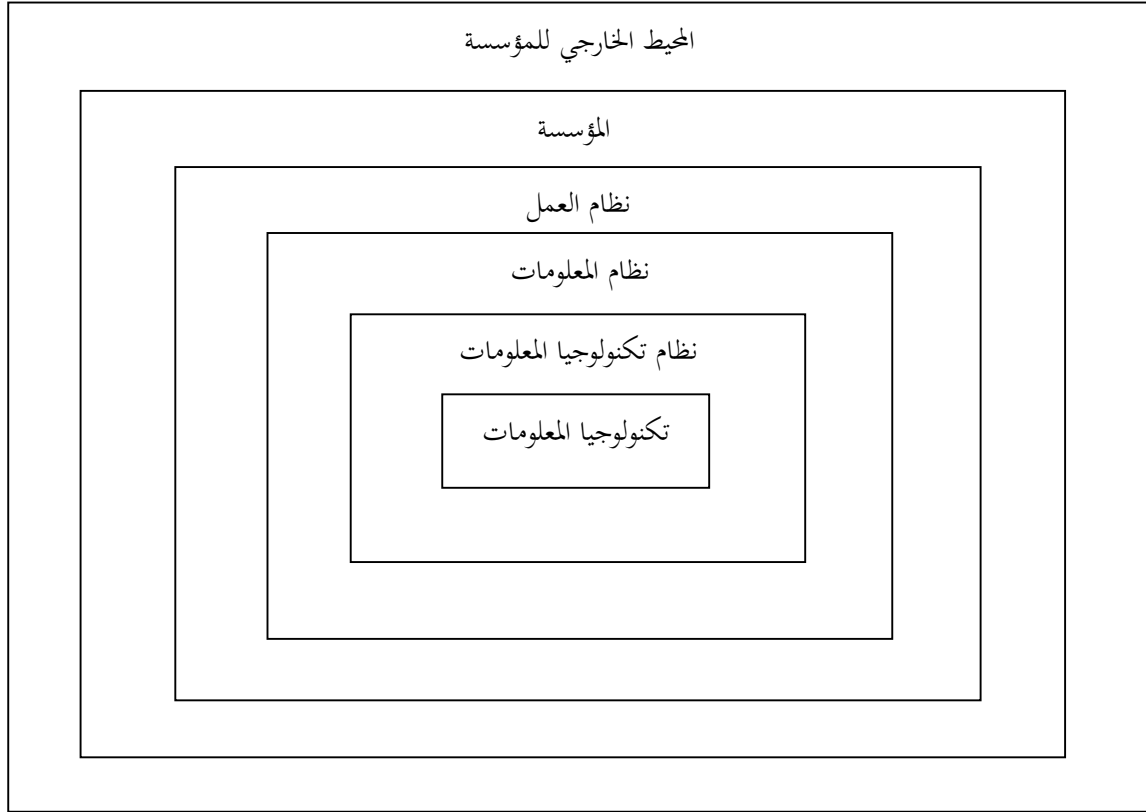 المحيط الخارجي للمؤسسة
المؤسسة
نظام العمل
نظام المعلومات
نظام تكنولوجيا المعلومات
تكنولوجيا المعلومات